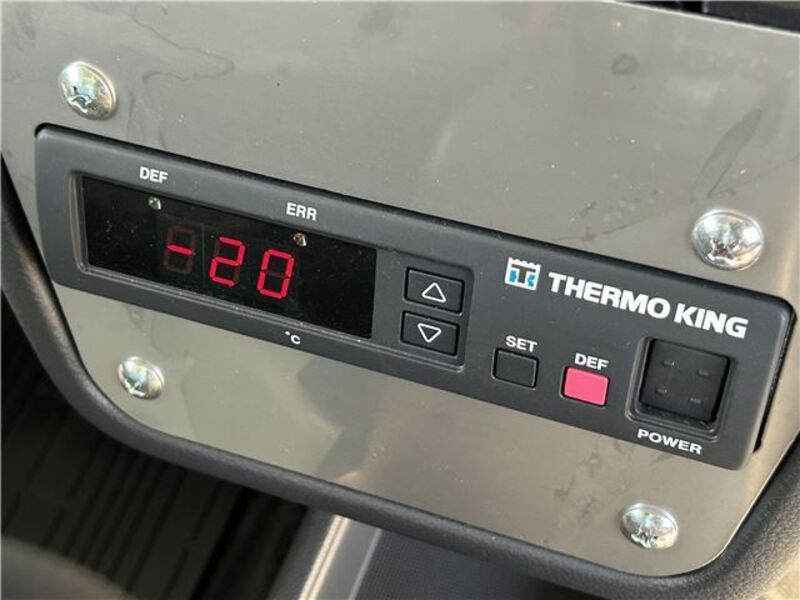 DEF
ERR
-20
°C
THERMO KING
SET
DEF
POWER